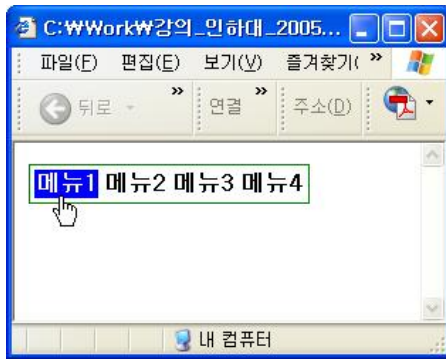 C:₩Work₩강의_인하대_2005...
파일(F) 편집(E) 보기(V) 즐겨찾기( »
뒤로 » 연결 » 주소(D)
메뉴1 메뉴2 메뉴3 메뉴4
내 컴퓨터